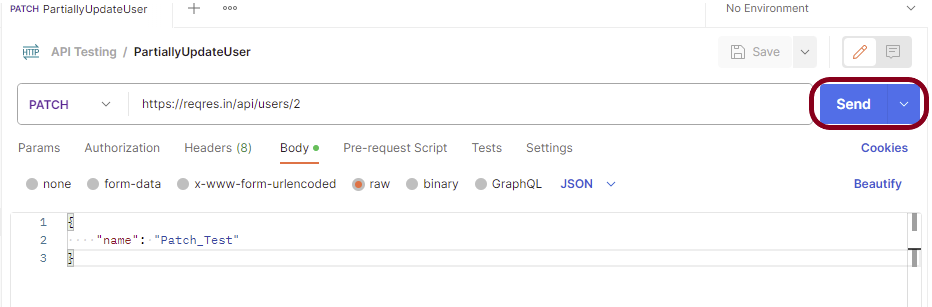 PATCH PartiallyUpdateUser + ooo No Environment
HTTP API Testing / PartiallyUpdateUser Save
PATCH https://reqres.in/api/users/2 Send
Params Authorization Headers (8) Body Pre-request Script Tests Settings Cookies
none form-data x-www-form-urlencoded raw binary GraphQL JSON Beautify
1 {
2 ····"name":·"Patch_Test"
3 }